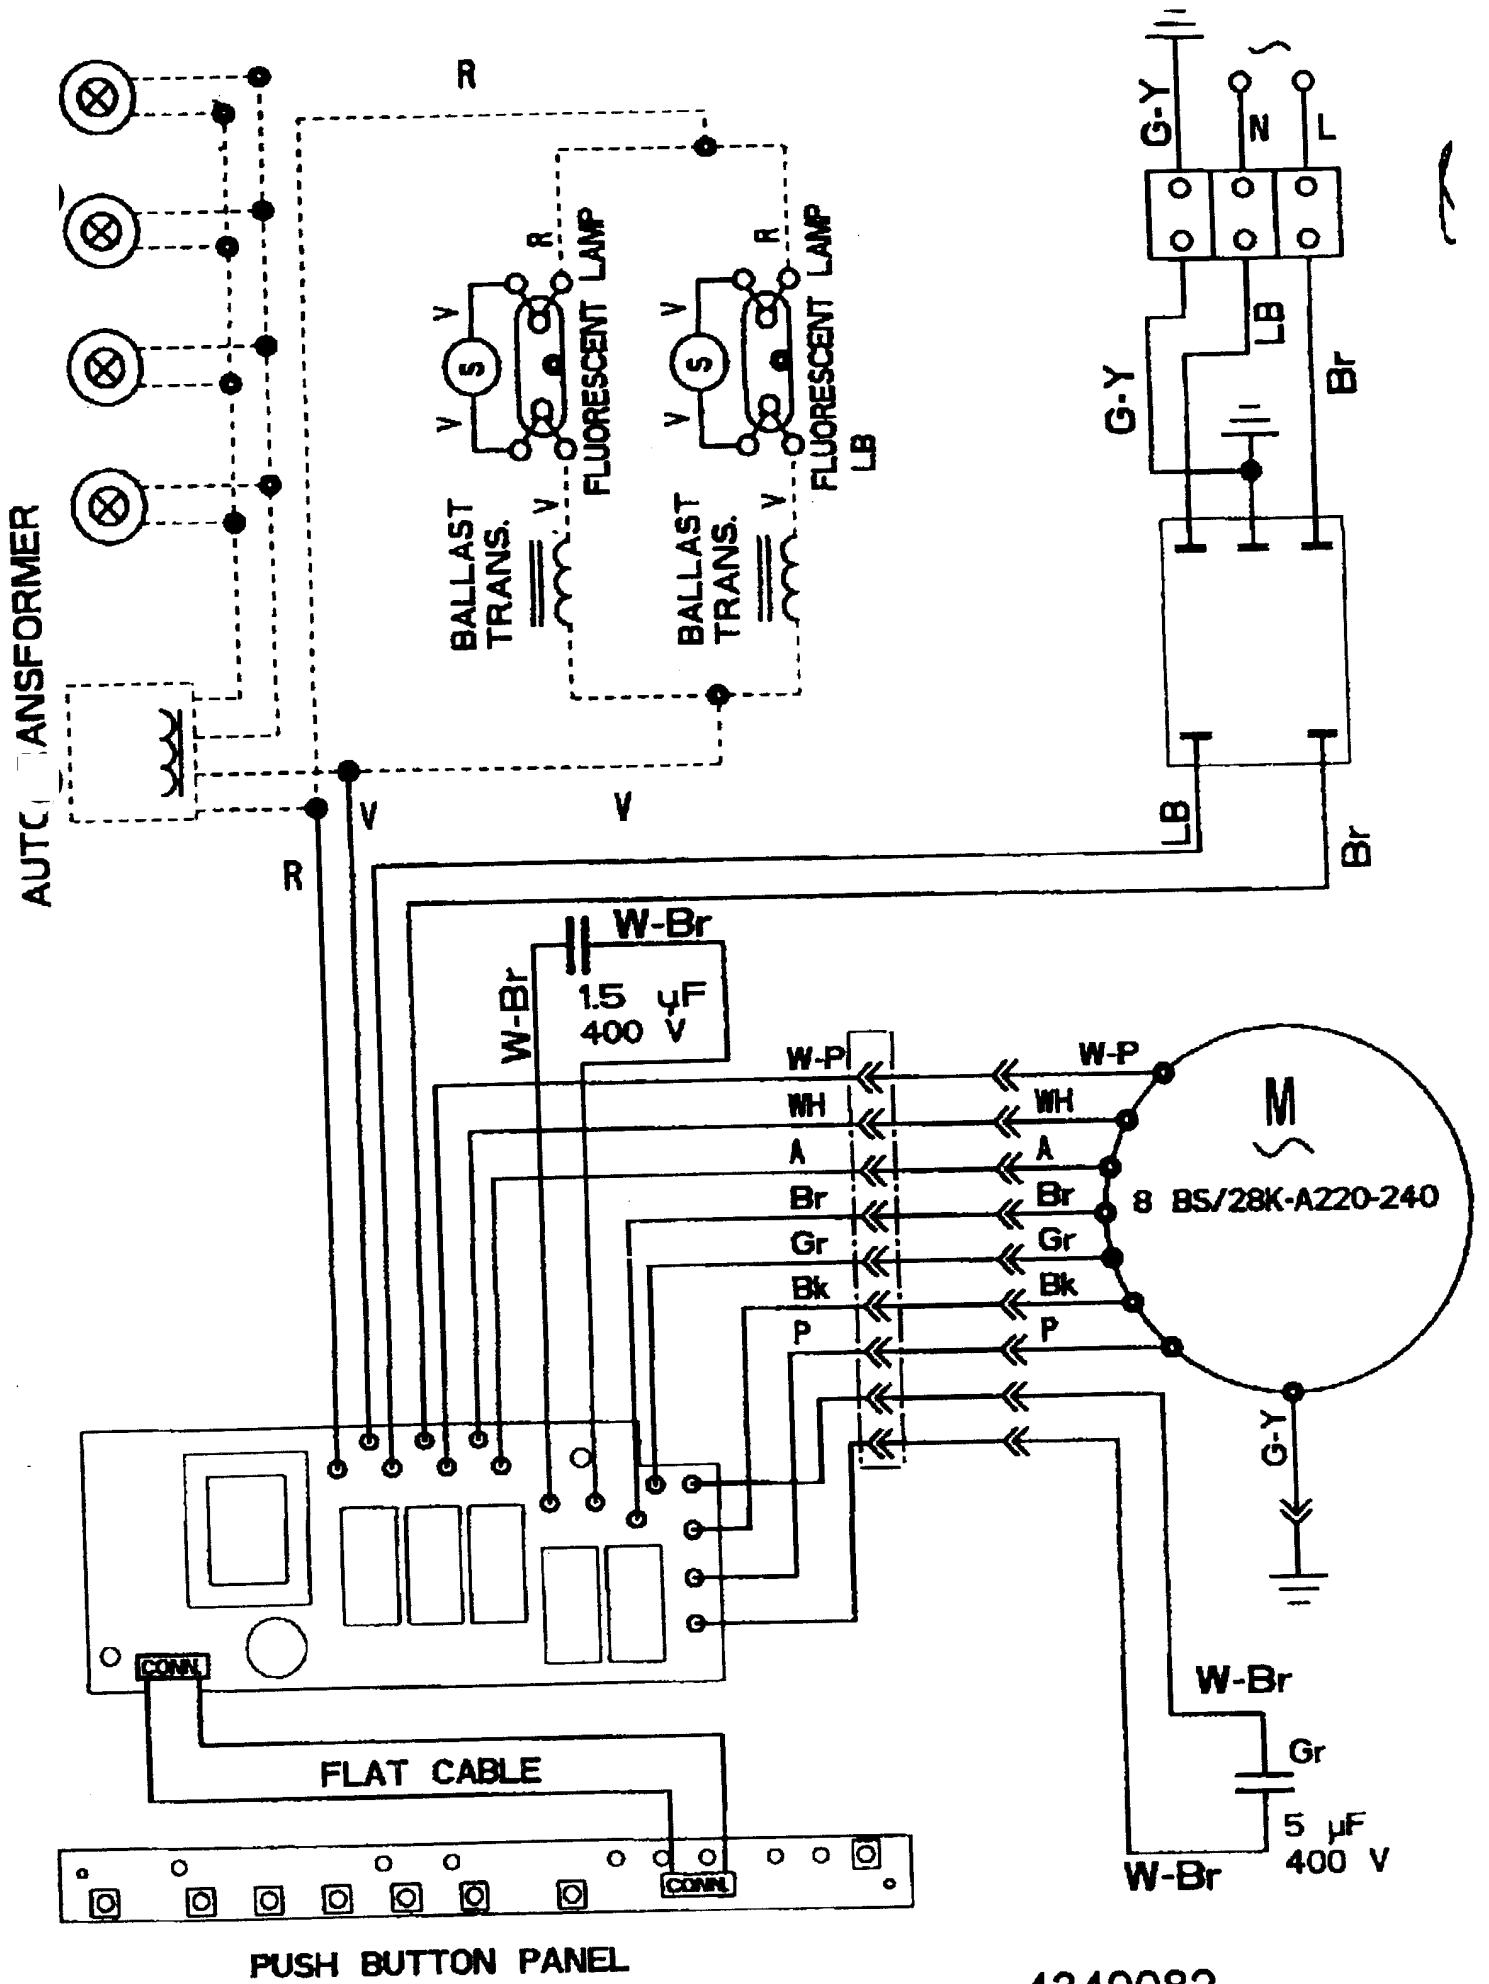 R
G-Y
N
L
R
LAMP
R
LAMP
V
V
S
S
FLUORESCENT
FLUORESCENT
V
V
LB
G-Y
LB
Br
V
V
BALLAST
TRANS.
BALLAST
TRANS.
ANSFORMER
V
V
R
LB
Br
W-Br
W-Br
1.5 µF
400 V
W-P
W-P
WH
WH
A
A
Br
Br
Gr
Gr
Bk
Bk
P
P
M
8 BS/28K-A220-240
G-Y
CONN.
FLAT CABLE
W-Br
Gr
5 µF
400 V
W-Br
CONN.
PUSH BUTTON PANEL